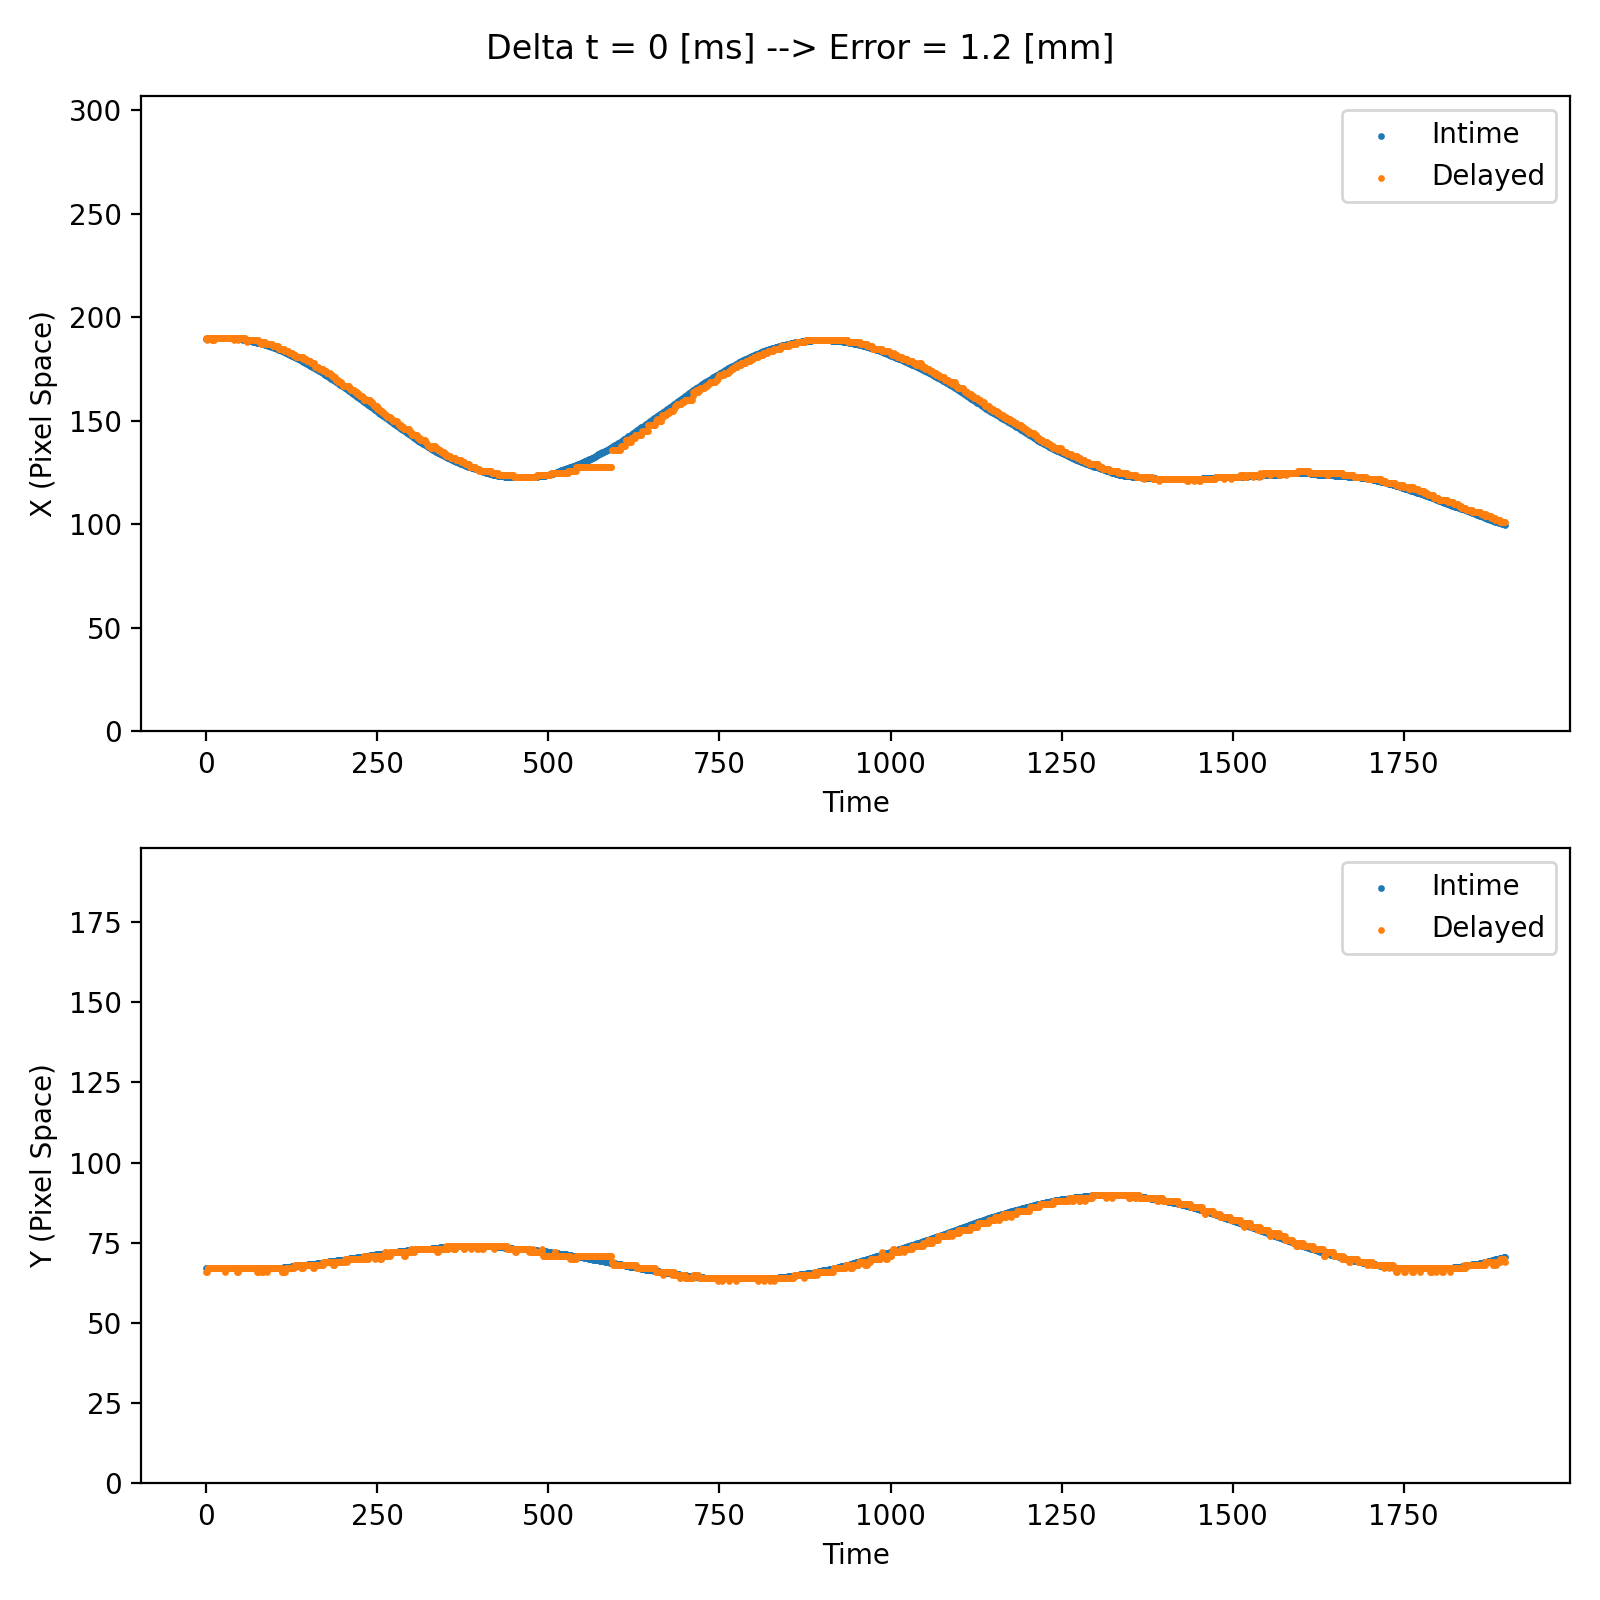 Delta t = 0 [ms] --> Error = 1.2 [mm]
300
250
200
150
100
50
0
X (Pixel Space)
Intime
Delayed
0 250 500 750 1000 1250 1500 1750
Time
175
150
125
100
75
50
25
0
Y (Pixel Space)
Intime
Delayed
0 250 500 750 1000 1250 1500 1750
Time